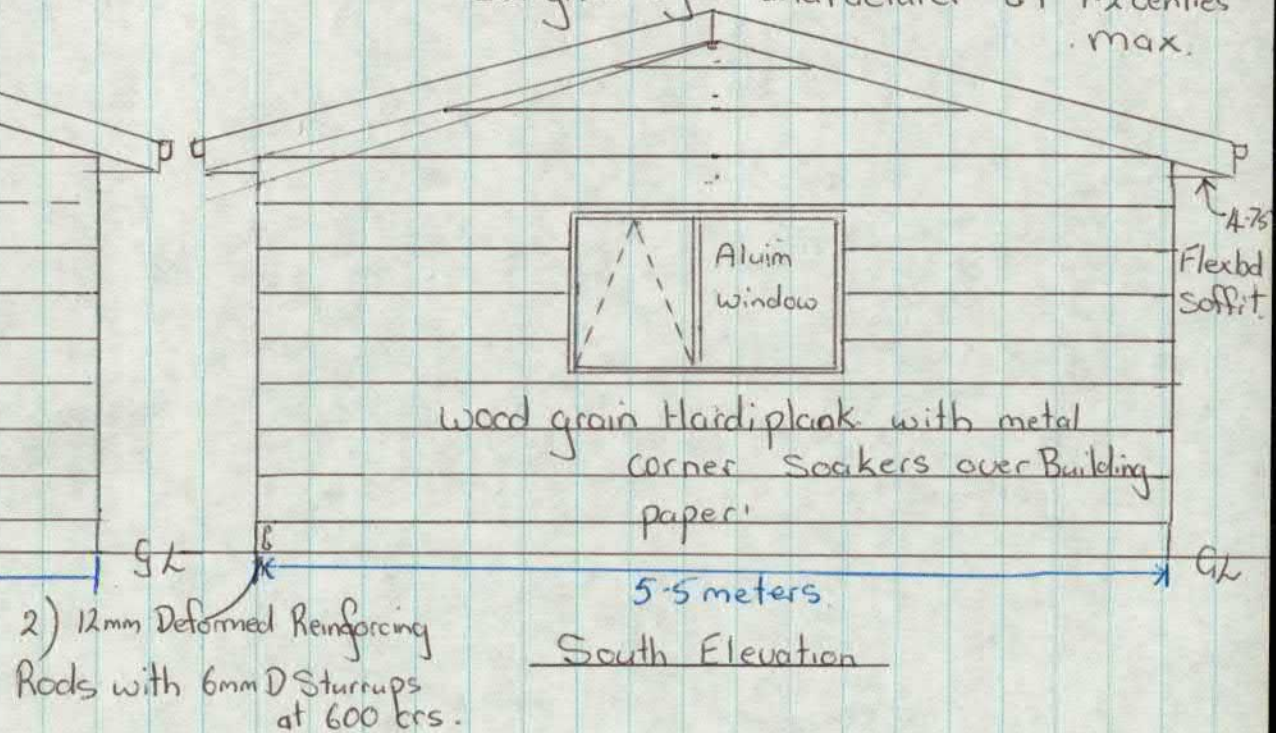 max.
Aluim
window
4.75
Flexbd
Soffit.
wood grain Hardiplank with metal
corner Soakers over Building
paper.
GL
GL
5.5 meters
2) 12mm Deformed Reinforcing
Rods with 6mm D Sturrups
at 600 crs.
South Elevation